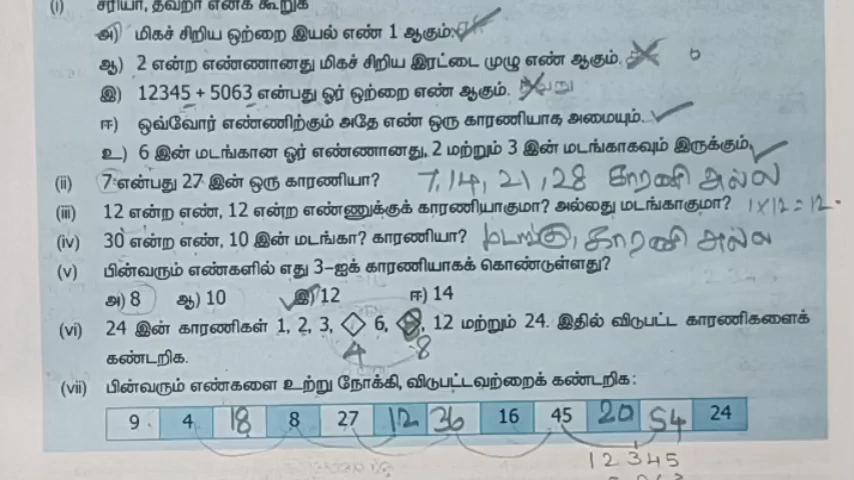 (i) சரியா, தவறா எனக் கூறுக
அ) மிகச் சிறிய ஒற்றை இயல் எண் 1 ஆகும்.
ஆ) 2 என்ற எண்ணானது மிகச் சிறிய இரட்டை முழு எண் ஆகும். 0
இ) 12345 + 5063 என்பது ஓர் ஒற்றை எண் ஆகும். தவறு
ஈ) ஒவ்வோர் எண்ணிற்கும் அதே எண் ஒரு காரணியாக அமையும்.
உ) 6 இன் மடங்கான ஓர் எண்ணானது, 2 மற்றும் 3 இன் மடங்காகவும் இருக்கும்.
(ii) 7 என்பது 27 இன் ஒரு காரணியா? 7, 14, 21, 28 காரணி அல்ல
(iii) 12 என்ற எண், 12 என்ற எண்ணுக்குக் காரணியாகுமா? அல்லது மடங்காகுமா? 1 x 12 = 12.
(iv) 30 என்ற எண், 10 இன் மடங்கா? காரணியா? மடங்கு, காரணி அல்ல
(v) பின்வரும் எண்களில் எது 3-ஐக் காரணியாகக் கொண்டுள்ளது?
அ) 8 ஆ) 10 இ) 12 ஈ) 14
(vi) 24 இன் காரணிகள் 1, 2, 3, 6, 8, 12 மற்றும் 24. இதில் விடுபட்ட காரணிகளைக்
கண்டறிக. 4 8
(vii) பின்வரும் எண்களை உற்று நோக்கி, விடுபட்டவற்றைக் கண்டறிக:
9 4 18 8 27 12 36 16 45 20 54 24
12345